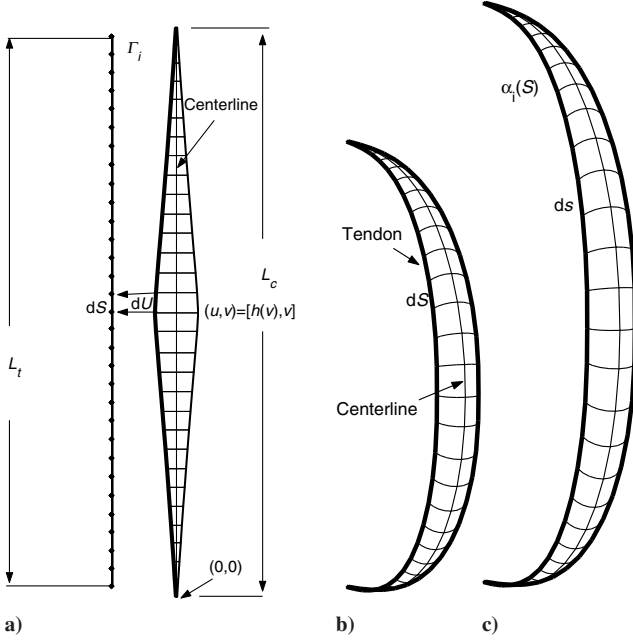 Γi
Centerline
Lt
dS
dU
(u,v)=[h(v),v]
Lc
(0,0)
a)
Tendon
dS
Centerline
b)
αi(S)
ds
c)